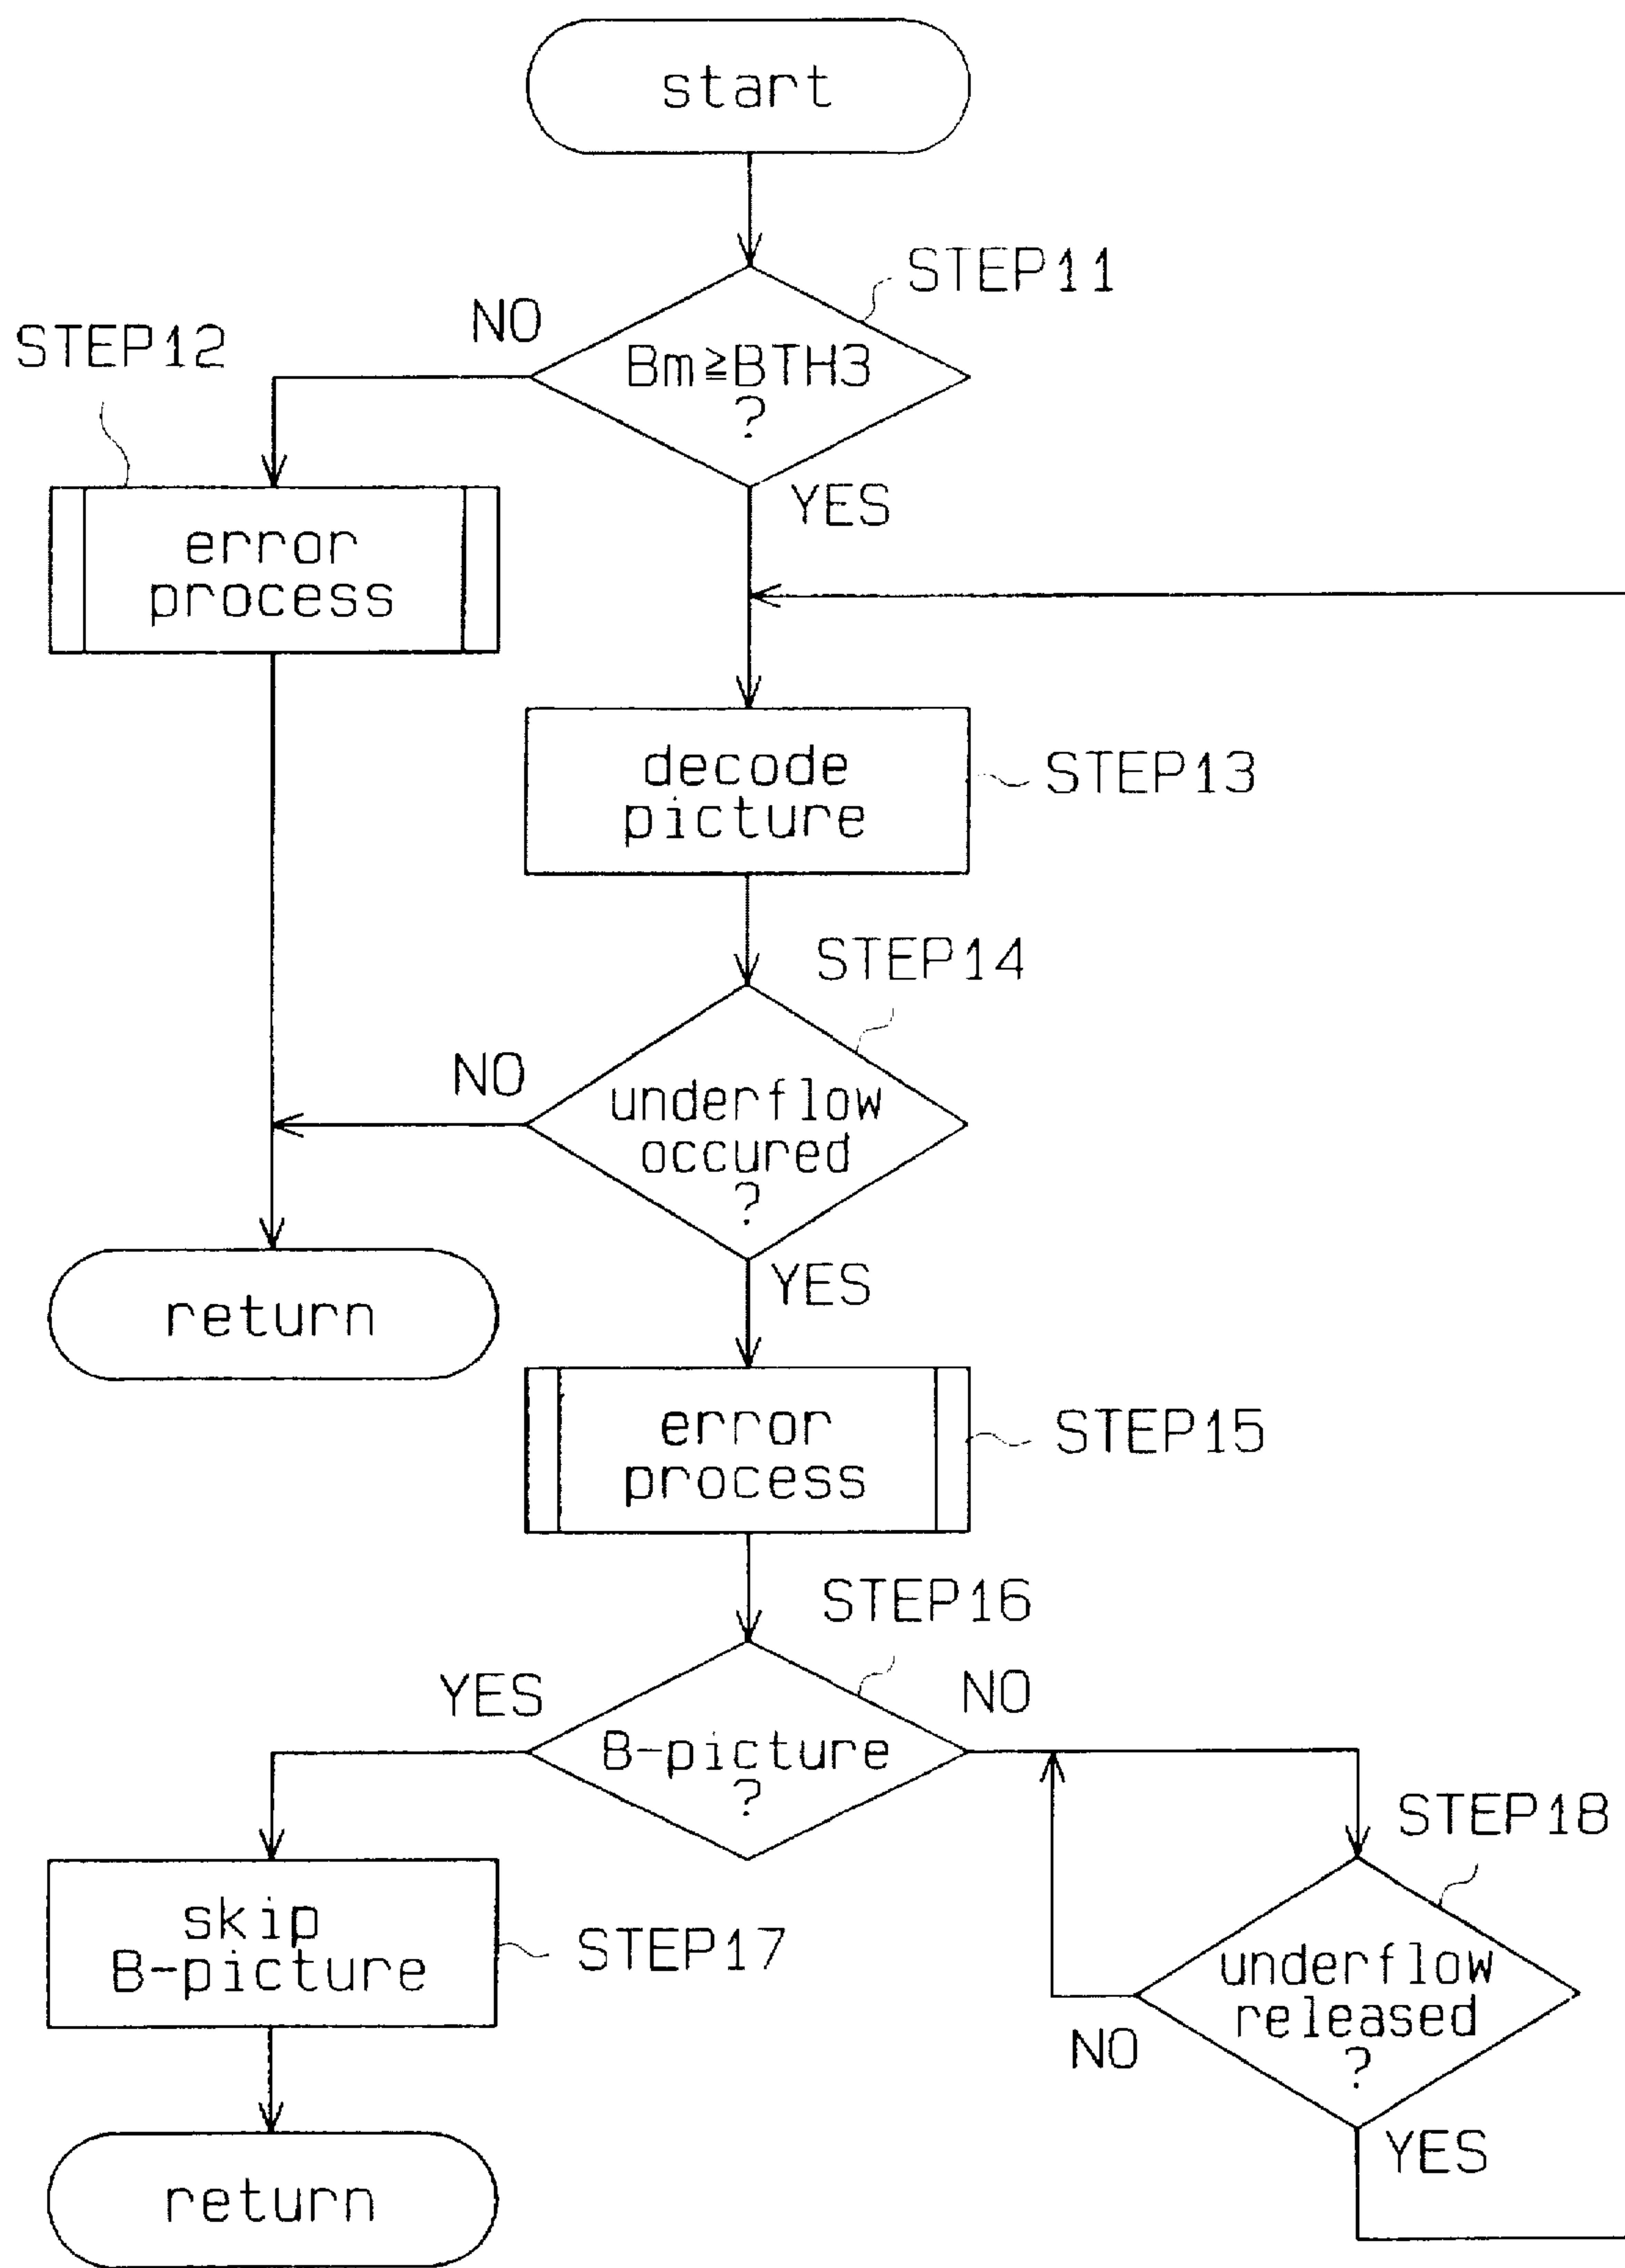 start
STEP11
NO
STEP12
Bm≧BTH3
?
YES
error
process
decode
picture
STEP13
STEP14
NO
underflow
occured
?
YES
return
error
process
STEP15
STEP16
YES
NO
B-picture
?
STEP18
skip
B-picture
STEP17
underflow
released
?
NO
YES
return